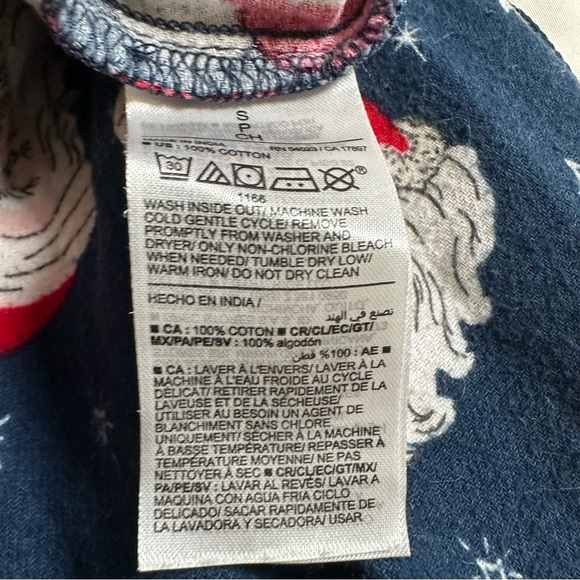 S
P
CH
IN INDIA RN 54023 / CA 17897
■ US : 100% COTTON
30
1166
WASH INSIDE OUT/ MACHINE WASH
COLD GENTLE CYCLE/ REMOVE
PROMPTLY FROM WASHER AND
DRYER/ ONLY NON-CHLORINE BLEACH
WHEN NEEDED/ TUMBLE DRY LOW/
WARM IRON/ DO NOT DRY CLEAN
HECHO EN INDIA /
تصنع في الهند
■ CA : 100% COTON ■ CR/CL/EC/GT/
MX/PA/PE/SV : 100% algodón
■ AE : 100% قطن
■ CA : LAVER À L'ENVERS/ LAVER À LA
MACHINE À L'EAU FROIDE AU CYCLE
DÉLICAT/ RETIRER RAPIDEMENT DE LA
LAVEUSE ET DE LA SÉCHEUSE/
UTILISER AU BESOIN UN AGENT DE
BLANCHIMENT SANS CHLORE
UNIQUEMENT/ SÉCHER À LA MACHINE
À BASSE TEMPÉRATURE/ REPASSER À
TEMPÉRATURE MOYENNE/ NE PAS
NETTOYER À SEC ■ CR/CL/EC/GT/MX/
PA/PE/SV : LAVAR AL REVÉS/ LAVAR A
MAQUINA CON AGUA FRIA CICLO
DELICADO/ SACAR RAPIDAMENTE DE
LA LAVADORA Y SECADORA/ USAR